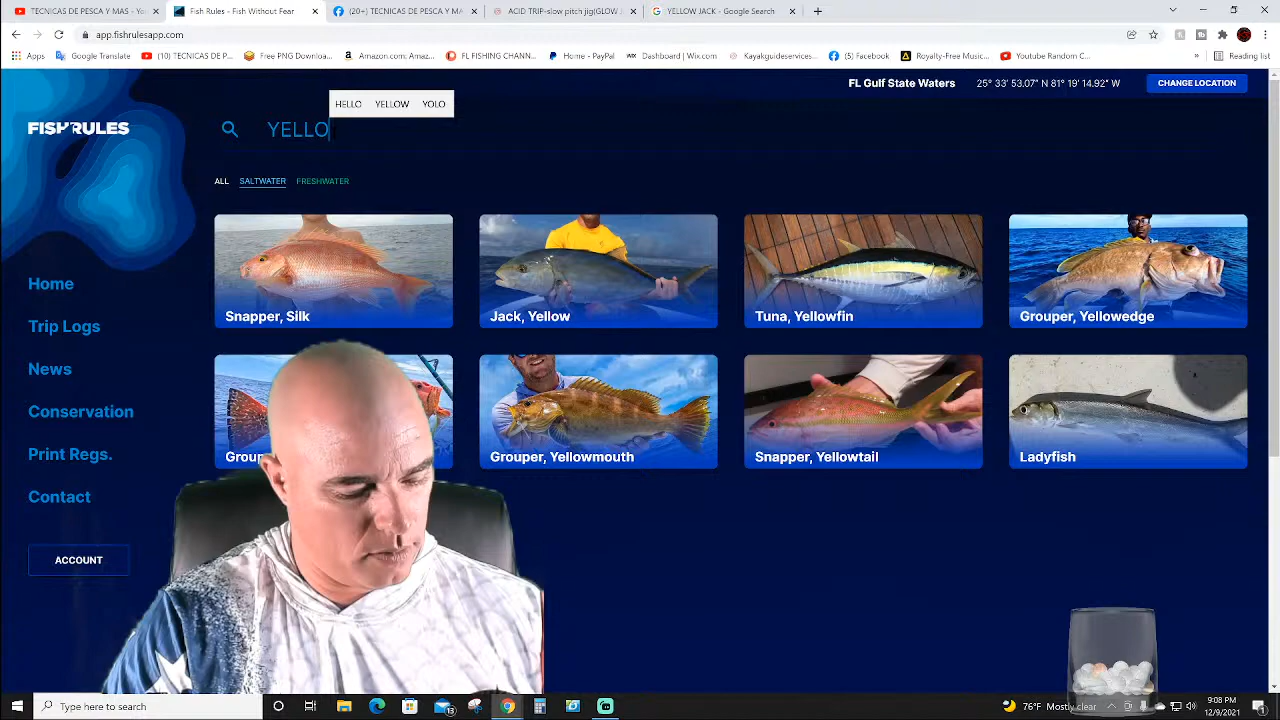 TECNICAS DE PESCA Y MAS - Yo
Fish Rules - Fish Without Fear
(20+) TECNICAS DE PESCA Y MA
ACID TRIP-slow pitch jig(GLOW J
YELLOW JACK - Google Search
app.fishrulesapp.com
(10) TECNICAS DE P...
Free PNG Downloa...
Amazon.com: Amaz...
FL FISHING CHANN...
PayPal - Home - PayPal
Dashboard | Wix.com
Kayakguideservices...
Facebook
Royalty-Free Music...
Youtube Random C...
Reading list
FL Gulf State Waters
25° 33' 53.07" N 81° 19' 14.92" W
CHANGE LOCATION
HELLO YELLOW YOLO
FISHRULES
YELLO
ALL SALTWATER FRESHWATER
Home
Trip Logs
News
Conservation
Print Regs.
Contact
ACCOUNT
Snapper, Silk
Jack, Yellow
Tuna, Yellowfin
Grouper, Yellowedge
Group
Grouper, Yellowmouth
Snapper, Yellowtail
Ladyfish
Type here to search
76°F Mostly clear
9:08 PM
12/9/2021